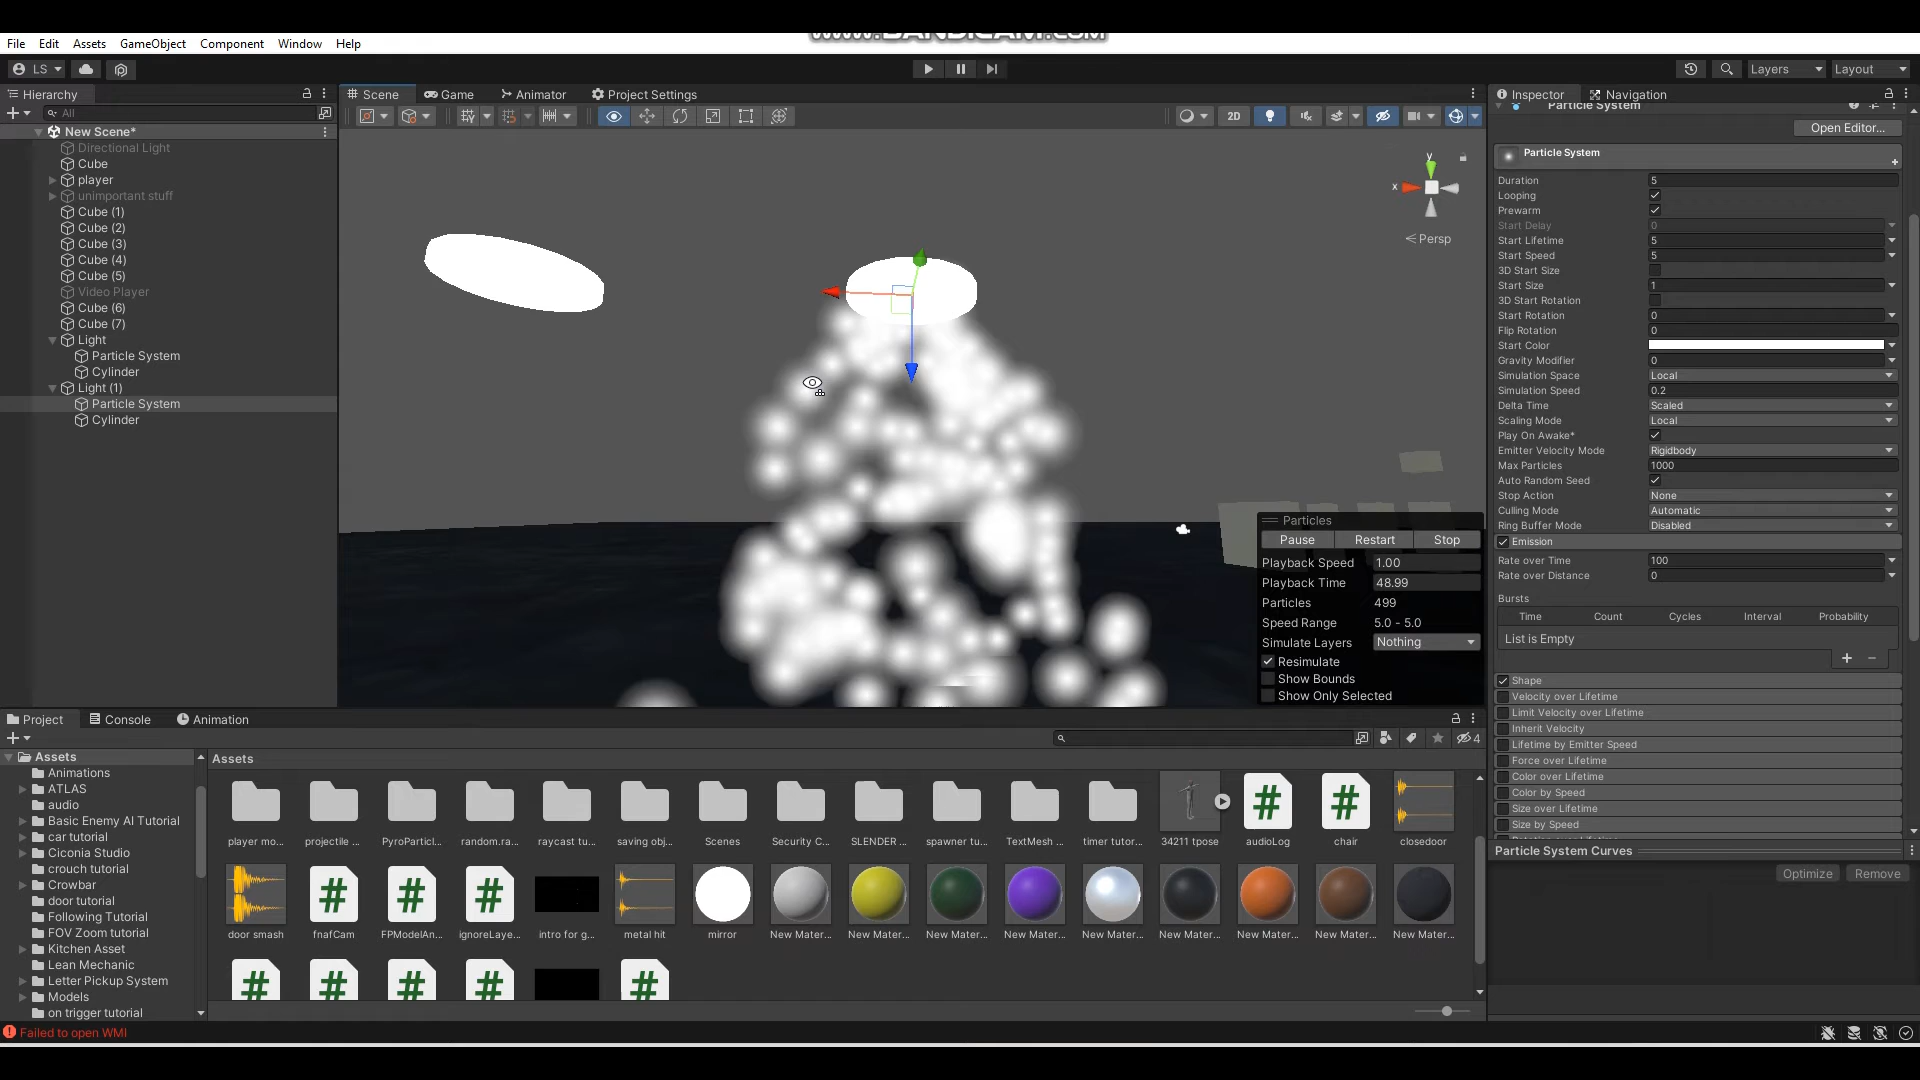 www.BANDICAM.com
File Edit Assets GameObject Component Window Help
LS Layers Layout
Hierarchy
All
New Scene*
Directional Light
Cube
player
unimportant stuff
Cube (1)
Cube (2)
Cube (3)
Cube (4)
Cube (5)
Video Player
Cube (6)
Cube (7)
Light
Particle System
Cylinder
Light (1)
Particle System
Cylinder
Scene Game Animator Project Settings
2D
y
x
Persp
Particles
Pause Restart Stop
Playback Speed 1.00
Playback Time 48.99
Particles 499
Speed Range 5.0 - 5.0
Simulate Layers Nothing
Resimulate
Show Bounds
Show Only Selected
Inspector Navigation
Particle System
Open Editor...
Particle System
Duration 5
Looping
Prewarm
Start Delay 0
Start Lifetime 5
Start Speed 5
3D Start Size
Start Size 1
3D Start Rotation
Start Rotation 0
Flip Rotation 0
Start Color
Gravity Modifier 0
Simulation Space Local
Simulation Speed 0.2
Delta Time Scaled
Scaling Mode Local
Play On Awake*
Emitter Velocity Mode Rigidbody
Max Particles 1000
Auto Random Seed
Stop Action None
Culling Mode Automatic
Ring Buffer Mode Disabled
Emission
Rate over Time 100
Rate over Distance 0
Bursts
Time Count Cycles Interval Probability
List is Empty
Shape
Velocity over Lifetime
Limit Velocity over Lifetime
Inherit Velocity
Lifetime by Emitter Speed
Force over Lifetime
Color over Lifetime
Color by Speed
Size over Lifetime
Size by Speed
Particle System Curves
Optimize Remove
Project Console Animation
4
Assets
Animations
ATLAS
audio
Basic Enemy AI Tutorial
car tutorial
Ciconia Studio
crouch tutorial
Crowbar
door tutorial
Following Tutorial
FOV Zoom tutorial
Kitchen Asset
Lean Mechanic
Letter Pickup System
Models
on trigger tutorial
Assets
player mo... projectile ... PyroParticl... random.ra... raycast tu... saving obj... Scenes Security C... SLENDER ... spawner tu... TextMesh ... timer tutor... 34211 tpose audioLog chair closedoor
door smash fnafCam FPModelAn... ignoreLaye... intro for g... metal hit mirror New Mater... New Mater... New Mater... New Mater... New Mater... New Mater... New Mater... New Mater... New Mater...
Failed to open WMI